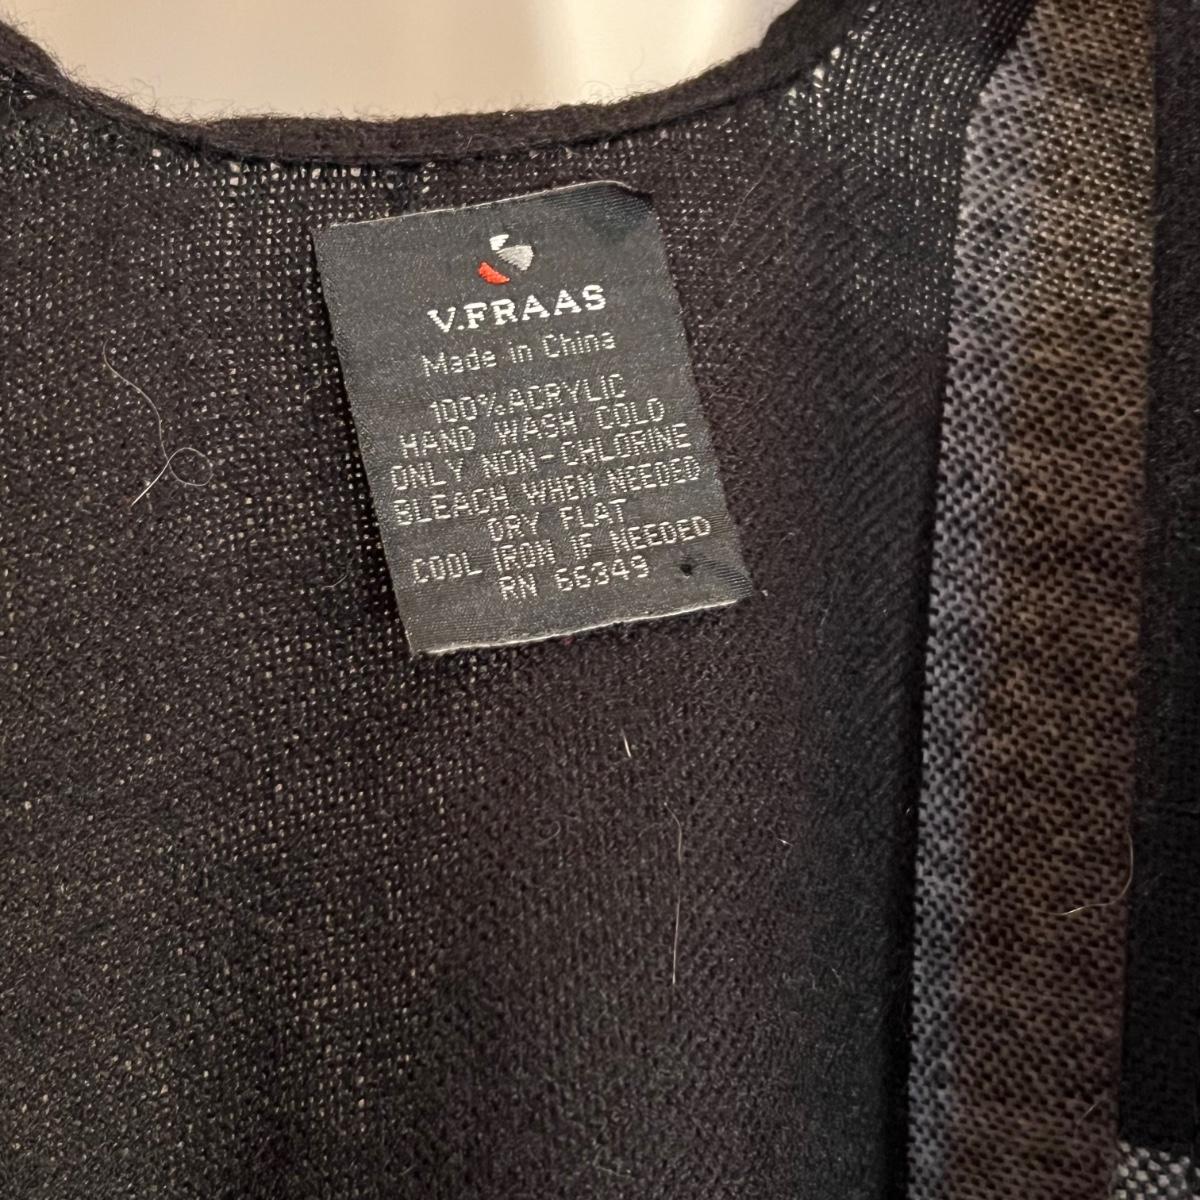 V.FRAAS
Made in China
100%ACRYLIC
HAND WASH COLD
ONLY NON-CHLORINE
BLEACH WHEN NEEDED
DRY FLAT
COOL IRON IF NEEDED
RN 66349